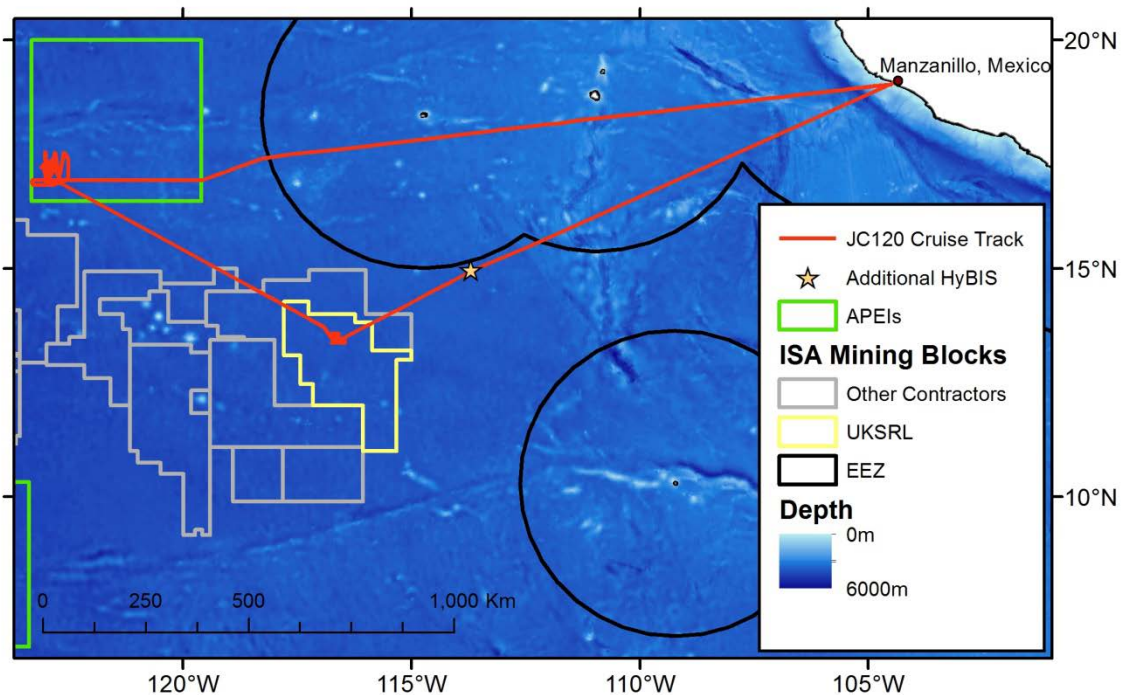 20°N
Manzanillo, Mexico
15°N
10°N
JC120 Cruise Track
Additional HyBIS
APEIs
ISA Mining Blocks
Other Contractors
UKSRL
EEZ
Depth
0m
6000m
0 250 500 1,000 Km
120°W 115°W 110°W 105°W